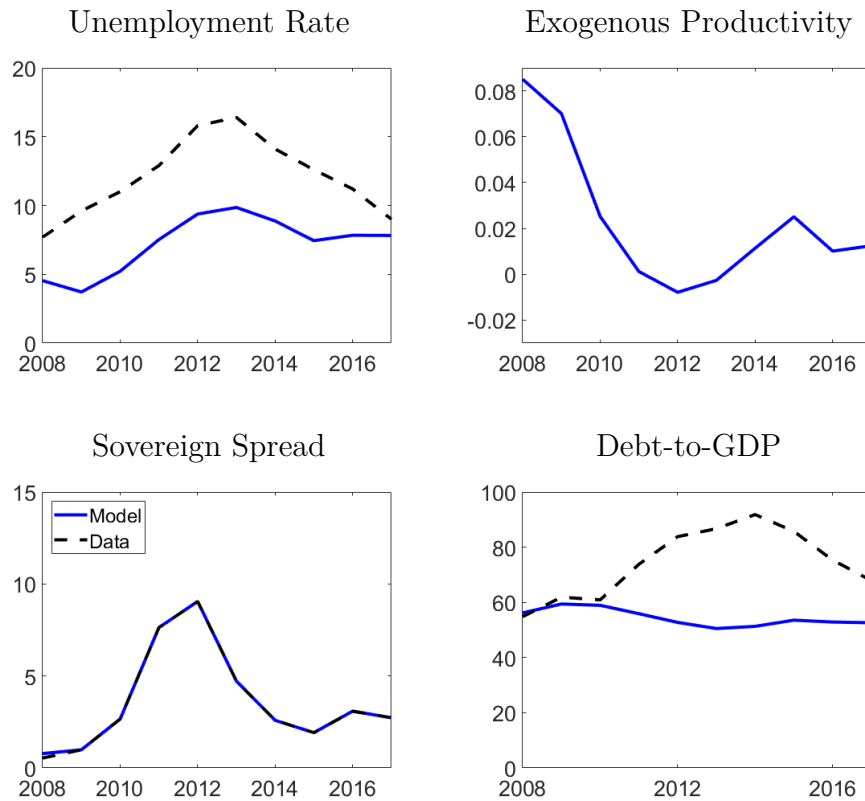 Unemployment Rate
20
15
10
5
0
2008 2010 2012 2014 2016
Exogenous Productivity
0.08
0.06
0.04
0.02
0
-0.02
2008 2010 2012 2014 2016
Sovereign Spread
15
10
5
0
Model
Data
2008 2010 2012 2014 2016
Debt-to-GDP
100
80
60
40
20
0
2008 2012 2016